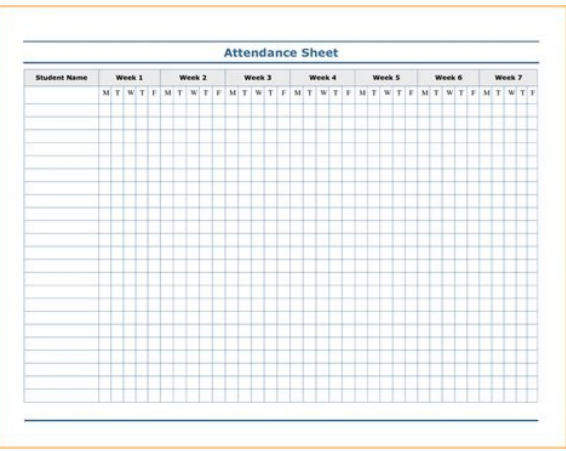 Attendance Sheet
Student Name Week 1 Week 2 Week 3 Week 4 Week 5 Week 6 Week 7
M T W T F M T W T F M T W T F M T W T F M T W T F M T W T F M T W T F